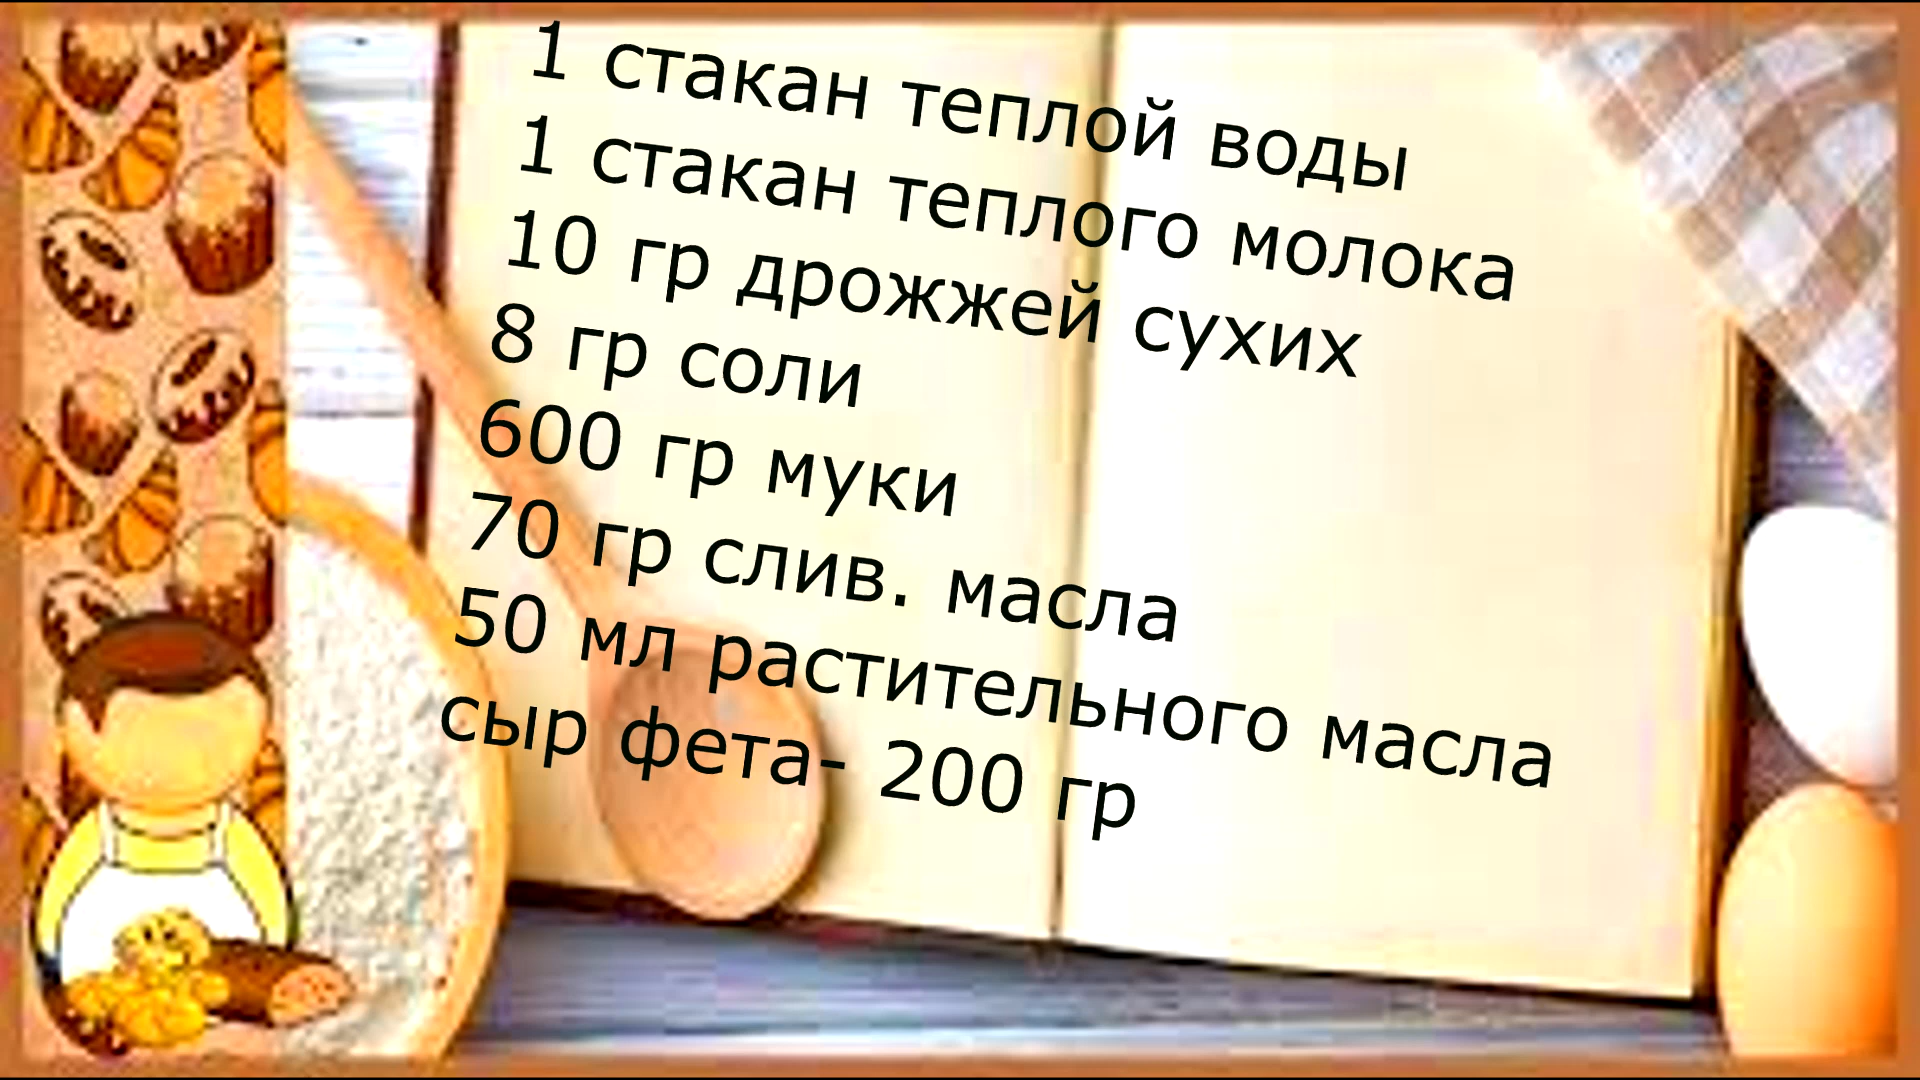 1 стакан теплой воды
1 стакан теплого молока
10 гр дрожжей сухих
8 гр соли
600 гр муки
70 гр слив. масла
50 мл растительного масла
сыр фета- 200 гр